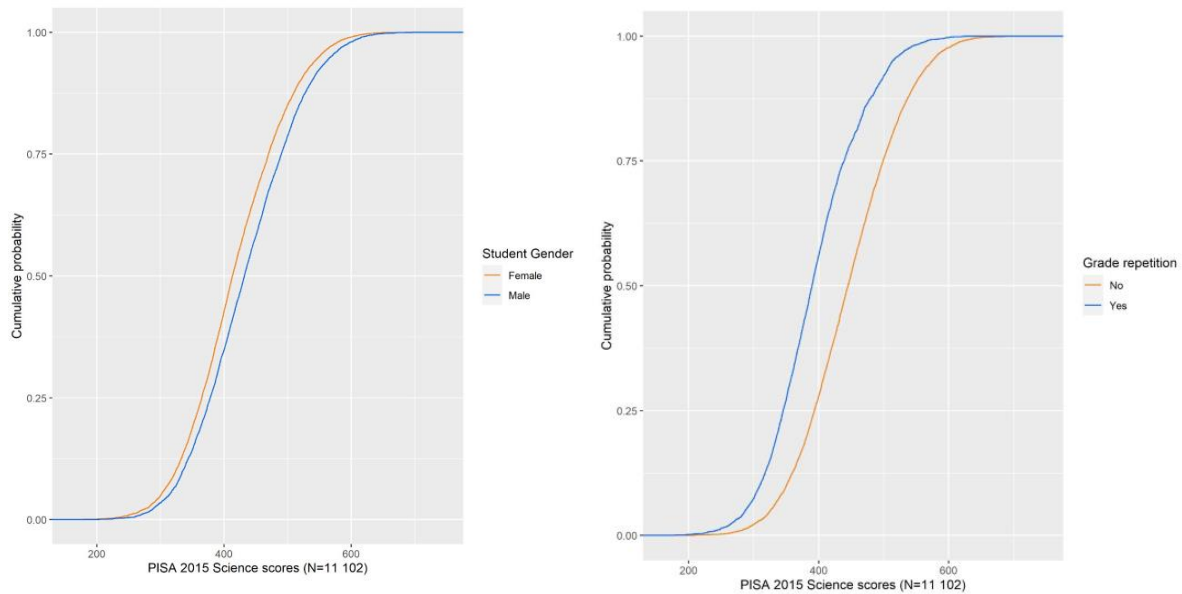 1.00
0.75
0.50
0.25
0.00
Cumulative probability
200
400
600
PISA 2015 Science scores (N=11 102)
Student Gender
Female
Male
1.00
0.75
0.50
0.25
0.00
Cumulative probability
200
400
600
PISA 2015 Science scores (N=11 102)
Grade repetition
No
Yes